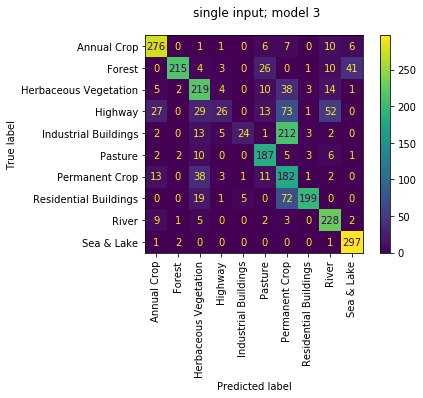 single input; model 3
True label
Annual Crop 276 0 1 1 0 6 7 0 10 6
Forest 0 215 4 3 0 26 0 1 10 41
Herbaceous Vegetation 5 2 219 4 0 10 38 3 14 1
Highway 27 0 29 26 0 13 73 1 52 0
Industrial Buildings 2 0 13 5 24 1 212 3 2 0
Pasture 2 2 10 0 0 187 5 3 6 1
Permanent Crop 13 0 38 3 1 11 182 1 2 0
Residential Buildings 0 0 19 1 5 0 72 199 0 0
River 9 1 5 0 0 2 3 0 228 2
Sea & Lake 1 2 0 0 0 0 0 0 1 297
Annual Crop
Forest
Herbaceous Vegetation
Highway
Industrial Buildings
Pasture
Permanent Crop
Residential Buildings
River
Sea & Lake
Predicted label
250
200
150
100
50
0